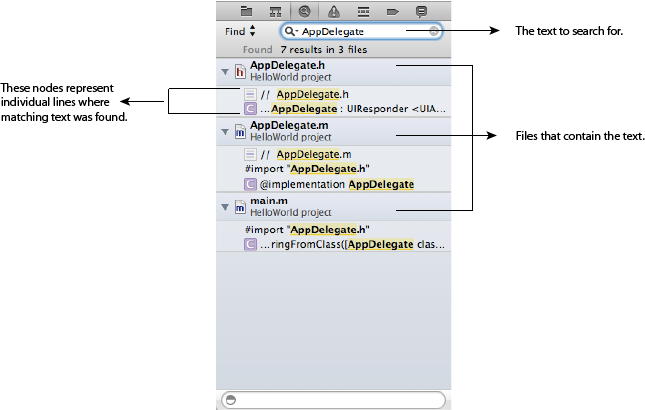 Find
AppDelegate
The text to search for.
Found 7 results in 3 files
AppDelegate.h
HelloWorld project
// AppDelegate.h
...AppDelegate : UIResponder <UIA...
These nodes represent
individual lines where
matching text was found.
AppDelegate.m
HelloWorld project
Files that contain the text.
// AppDelegate.m
#import "AppDelegate.h"
@implementation AppDelegate
main.m
HelloWorld project
#import "AppDelegate.h"
...ringFromClass([AppDelegate clas...
h
C
m
C
m
C